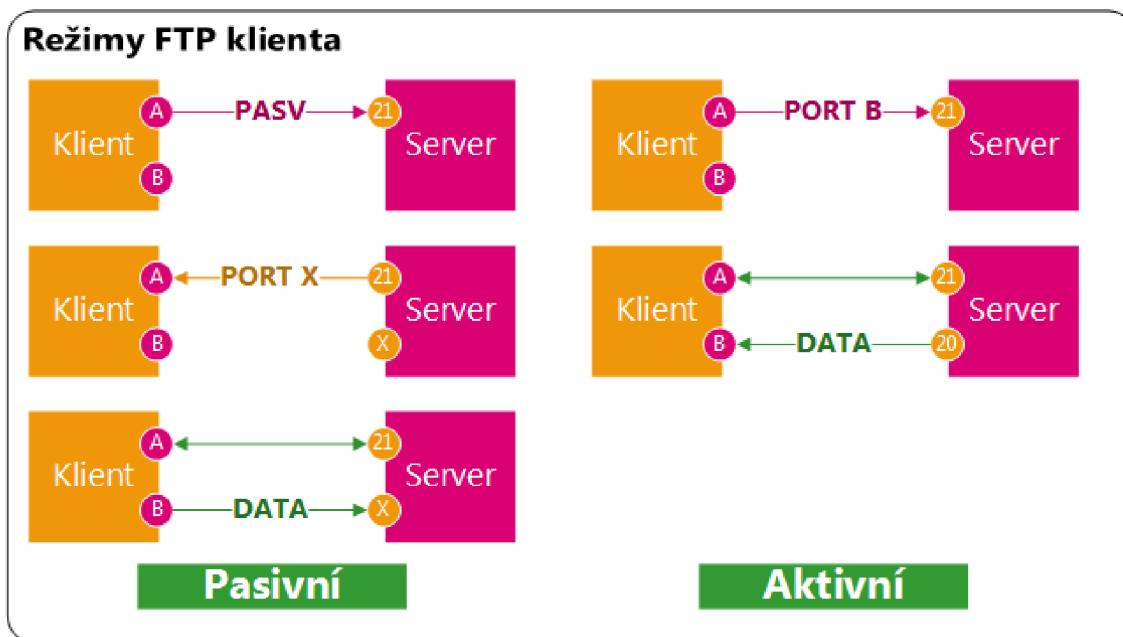 Režimy FTP klienta
Klient A B PASV 21 Server
Klient A B PORT X 21 X Server
Klient A B DATA 21 X Server
Pasivní
Klient A B PORT B 21 Server
Klient A B DATA 21 20 Server
Aktivní